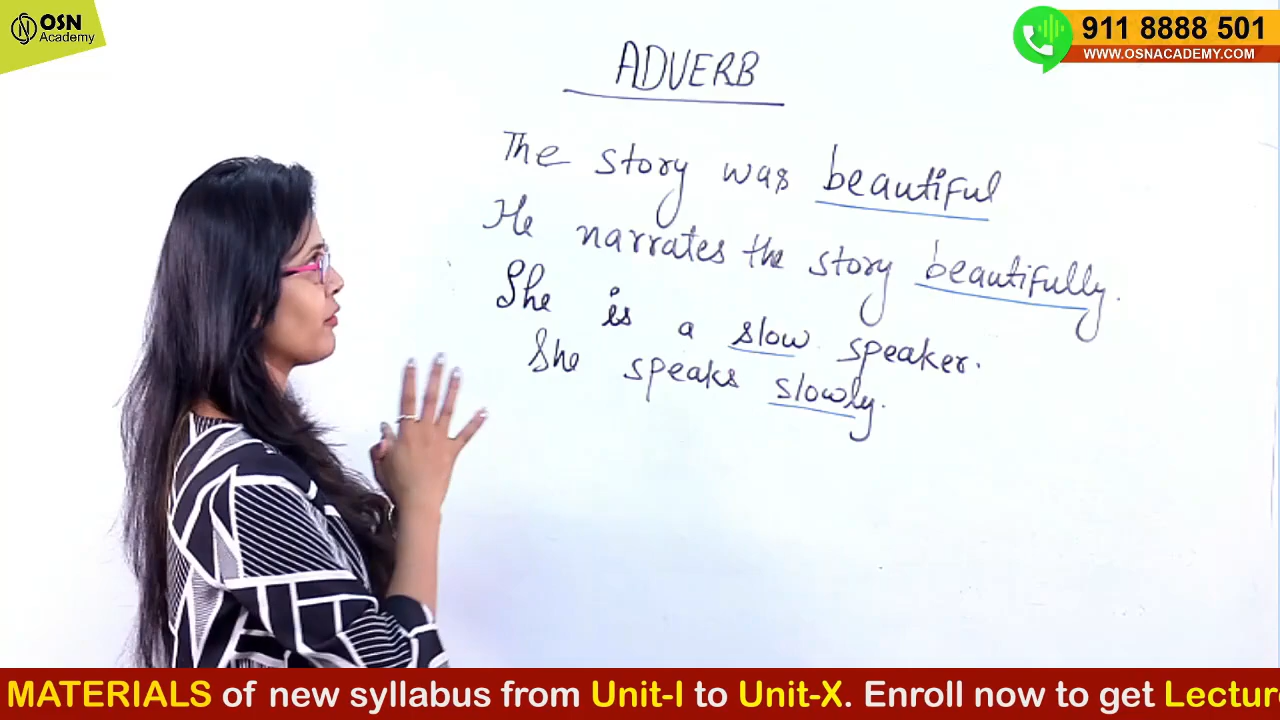 OSN
Academy
911 8888 501
WWW.OSNACADEMY.COM
ADVERB
The story was beautiful
He narrates the story beautifully.
She is a slow speaker.
She speaks slowly.
MATERIALS of new syllabus from Unit-I to Unit-X. Enroll now to get Lectur